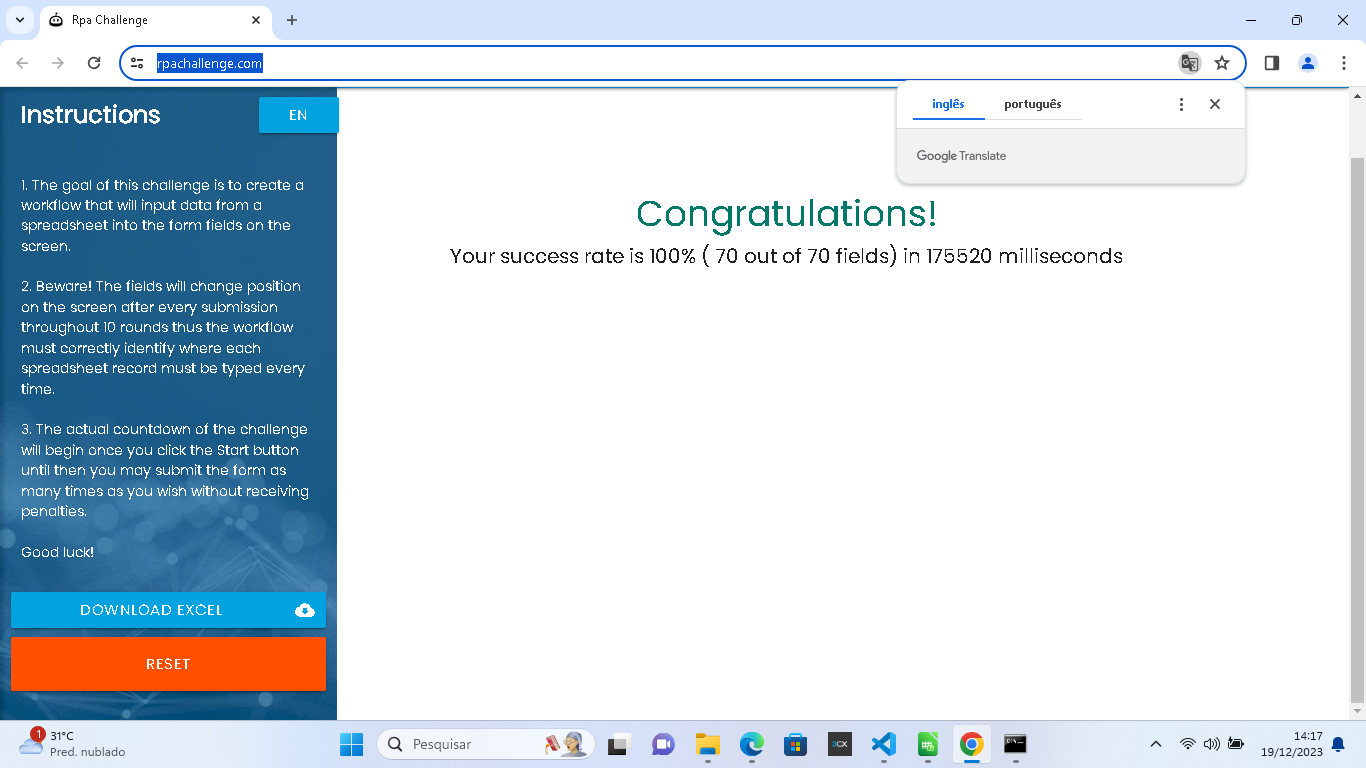 Rpa Challenge
rpachallenge.com
Instructions
EN
inglês
português
Google Translate
1. The goal of this challenge is to create a
workflow that will input data from a
spreadsheet into the form fields on the
screen.
2. Beware! The fields will change position
on the screen after every submission
throughout 10 rounds thus the workflow
must correctly identify where each
spreadsheet record must be typed every
time.
3. The actual countdown of the challenge
will begin once you click the Start button
until then you may submit the form as
many times as you wish without receiving
penalties.
Good luck!
DOWNLOAD EXCEL
RESET
Congratulations!
Your success rate is 100% ( 70 out of 70 fields) in 175520 milliseconds
1
31°C
Pred. nublado
Pesquisar
3CX
14:17
19/12/2023